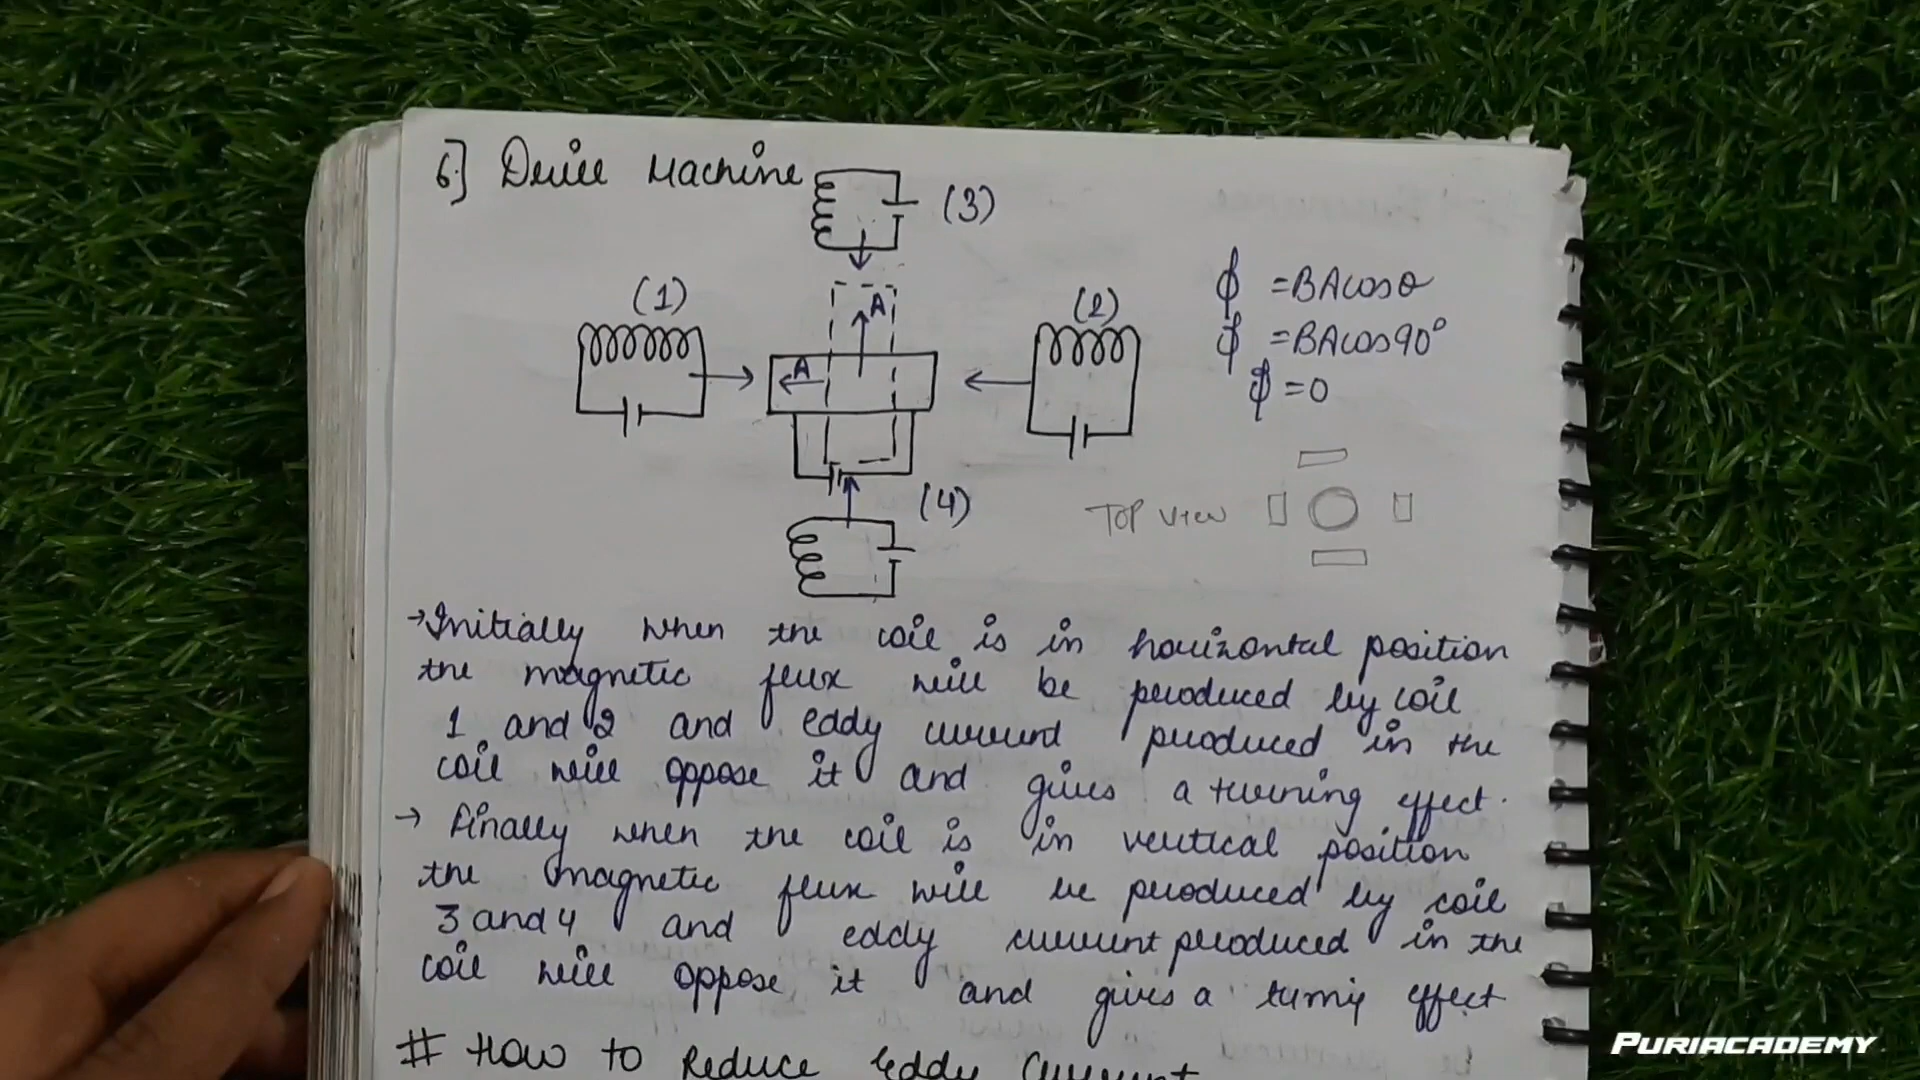 6.] Drill Machine
(3)
(1)
(2)
A
A
(4)
ϕ = BAcosθ
ϕ = BAcos90°
ϕ = 0
TOP View
→ Initially when the coil is in horizontal position
the magnetic flux will be produced by coil
1 and 2 and eddy current produced in the
coil will oppose it and gives a turning effect.
→ finally when the coil is in vertical position
the magnetic flux will be produced by coil
3 and 4 and eddy current produced in the
coil will oppose it and gives a turnig effect
# How to Reduce Eddy Current
PURIACADEMY